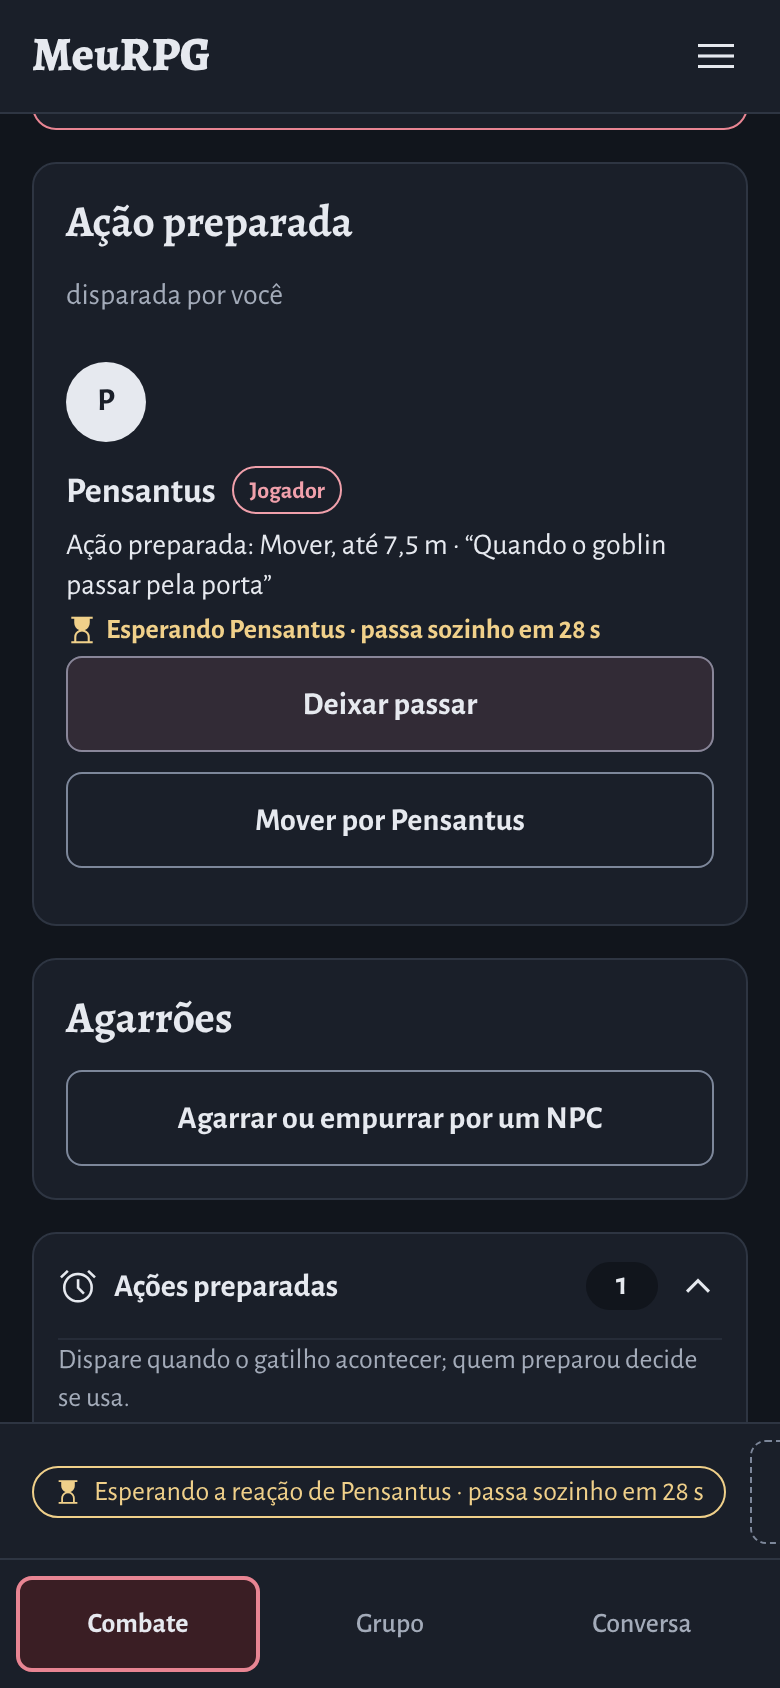 MeuRPG
Ação preparada
disparada por você
P
Pensantus Jogador
Ação preparada: Mover, até 7,5 m · “Quando o goblin
passar pela porta”
Esperando Pensantus · passa sozinho em 28 s
Deixar passar
Mover por Pensantus
Agarrões
Agarrar ou empurrar por um NPC
Ações preparadas 1
Dispare quando o gatilho acontecer; quem preparou decide
se usa.
Esperando a reação de Pensantus · passa sozinho em 28 s
Combate Grupo Conversa